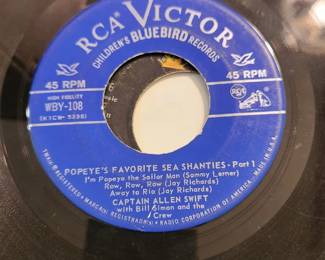 RCA VICTOR
CHILDREN'S BLUEBIRD RECORDS
45 RPM
45 RPM
HIGH FIDELITY
WBY-108
POPEYE'S FAVORITE SEA SHANTIES - Part 1
I'm Popeye the Sailor Man (Sammy Lerner)
Row, Row, Row (Jay Richards)
Away to Rio (Jay Richards)
CAPTAIN ALLEN SWIFT
with Bill Simon and the
Crew
RADIO CORPORATION OF AMERICA